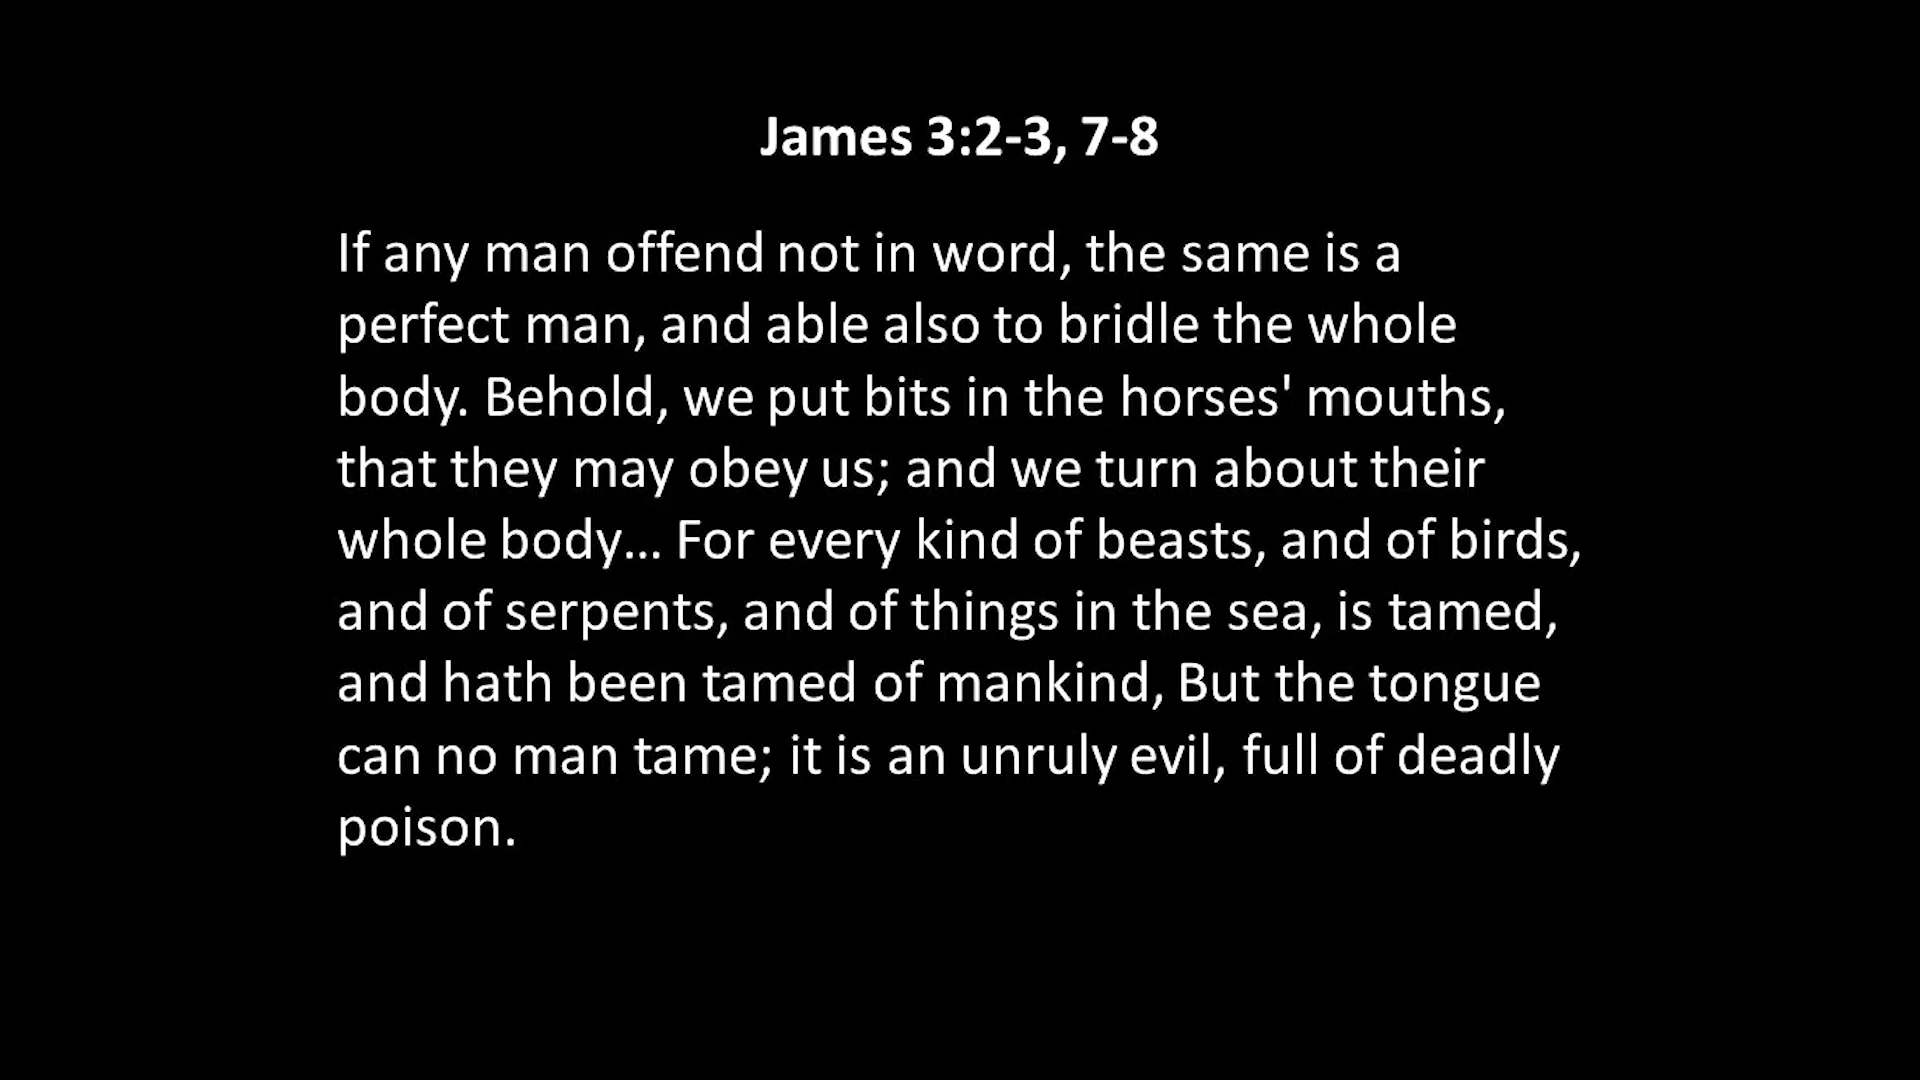 James 3:2-3, 7-8
If any man offend not in word, the same is a
perfect man, and able also to bridle the whole
body. Behold, we put bits in the horses' mouths,
that they may obey us; and we turn about their
whole body... For every kind of beasts, and of birds,
and of serpents, and of things in the sea, is tamed,
and hath been tamed of mankind, But the tongue
can no man tame; it is an unruly evil, full of deadly
poison.